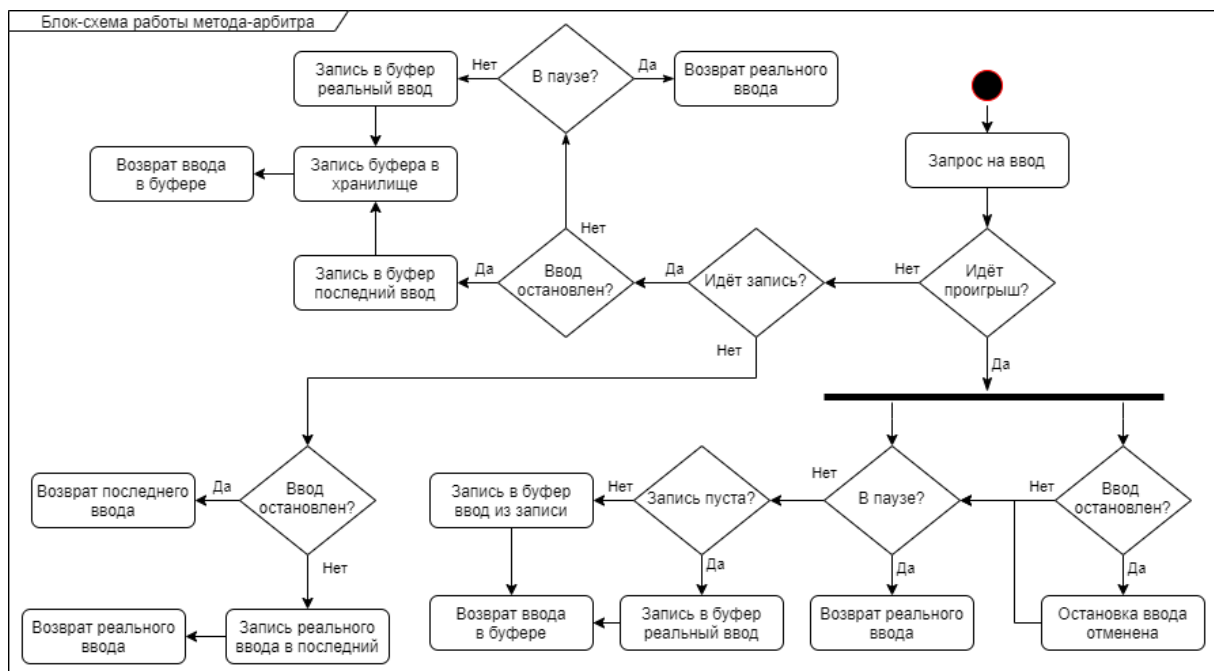 Блок-схема работы метода-арбитра
Запись в буфер
реальный ввод
Нет
В паузе?
Да
Возврат реального
ввода
Возврат ввода
в буфере
Запись буфера в
хранилище
Запрос на ввод
Нет
Запись в буфер
последний ввод
Да
Ввод
остановлен?
Да
Идёт запись?
Нет
Идёт
проигрыш?
Нет
Да
Возврат последнего
ввода
Да
Ввод
остановлен?
Нет
Запись в буфер
ввод из записи
Нет
Запись пуста?
Нет
В паузе?
Нет
Ввод
остановлен?
Да
Да
Да
Возврат реального
ввода
Запись реального
ввода в последний
Возврат ввода
в буфере
Запись в буфер
реальный ввод
Возврат реального
ввода
Остановка ввода
отменена